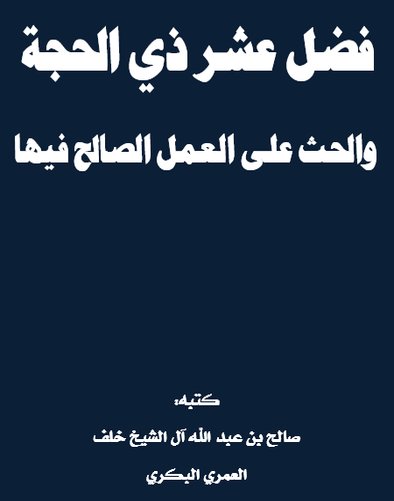 فضل عشر ذي الحجة
والحث على العمل الصالح فيها
كتبه:
صالح بن عبد الله آل الشيخ خلف
العمري البكري